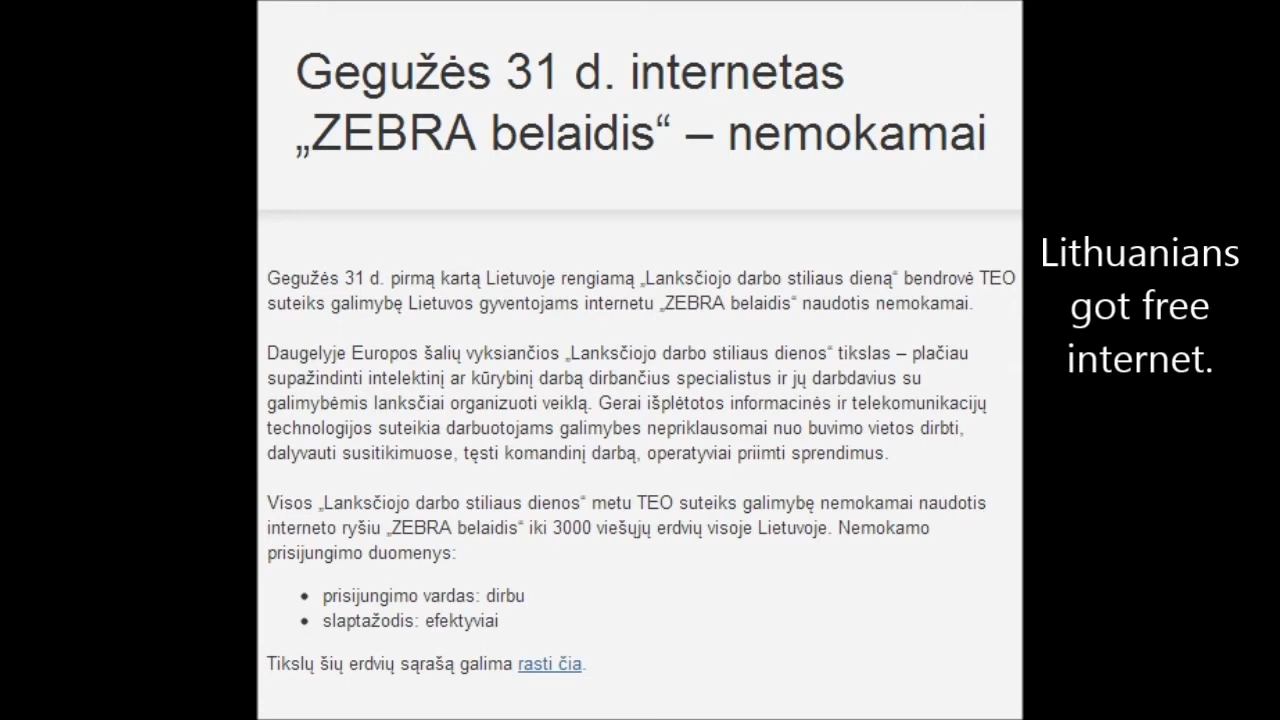 Gegužės 31 d. internetas
„ZEBRA belaidis“ – nemokamai
Gegužės 31 d. pirmą kartą Lietuvoje rengiamą „Lanksčiojo darbo stiliaus dieną“ bendrovė TEO
suteiks galimybę Lietuvos gyventojams internetu „ZEBRA belaidis“ naudotis nemokamai.
Daugelyje Europos šalių vyksiančios „Lanksčiojo darbo stiliaus dienos“ tikslas – plačiau
supažindinti intelektinį ar kūrybinį darbą dirbančius specialistus ir jų darbdavius su
galimybėmis lanksčiai organizuoti veiklą. Gerai išplėtotos informacinės ir telekomunikacijų
technologijos suteikia darbuotojams galimybes nepriklausomai nuo buvimo vietos dirbti,
dalyvauti susitikimuose, tęsti komandinį darbą, operatyviai priimti sprendimus.
Visos „Lanksčiojo darbo stiliaus dienos“ metu TEO suteiks galimybę nemokamai naudotis
interneto ryšiu „ZEBRA belaidis“ iki 3000 viešųjų erdvių visoje Lietuvoje. Nemokamo
prisijungimo duomenys:
• prisijungimo vardas: dirbu
• slaptažodis: efektyviai
Tikslų šių erdvių sąrašą galima rasti čia.
Lithuanians
got free
internet.